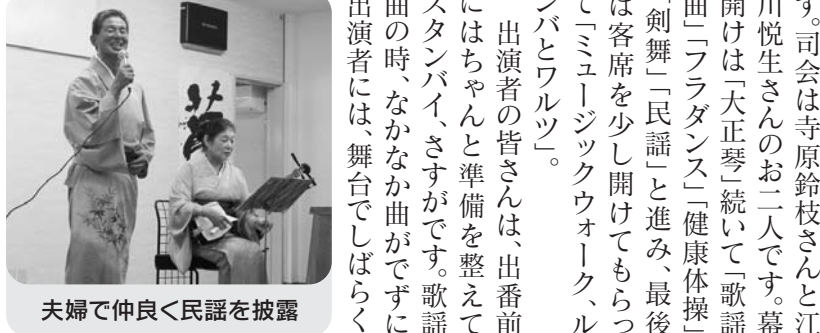 す。司会は寺原鈴枝さんと江
川悦生さんのお二人です。幕
開けは「大正琴」続いて「歌謡
曲」「フラダンス」「健康体操」
「剣舞」「民謡」と進み、最後
は客席を少し開けてもらっ
て「ミュージックウォーク、ル
ンバとワルツ」。
出演者の皆さんは、出番前
にはちゃんと準備を整えて
スタンバイ、さすがです。歌謡
曲の時、なかなか曲がでずに
出演者には、舞台でしばらく
夫婦で仲良く民謡を披露